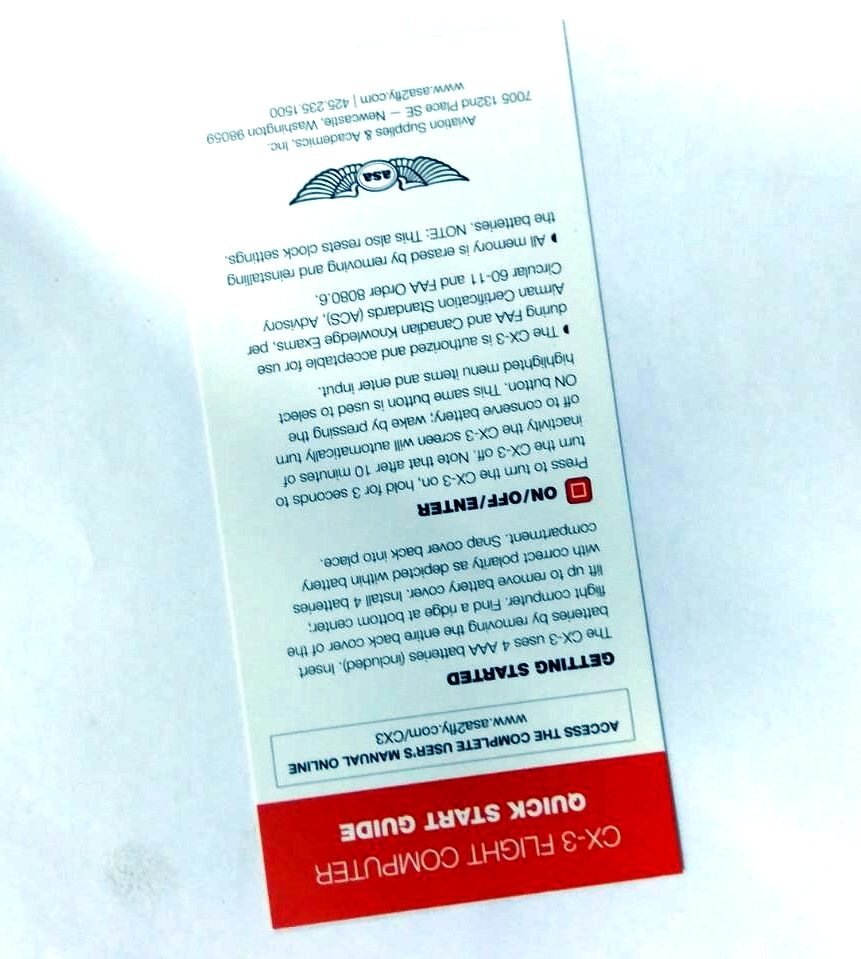 CX-3 FLIGHT COMPUTER
QUICK START GUIDE
ACCESS THE COMPLETE USER'S MANUAL ONLINE
www.asa2fly.com/CX3
GETTING STARTED
The CX-3 uses 4 AAA batteries (included). Insert
batteries by removing the entire back cover of the
flight computer. Find a ridge at bottom center;
lift up to remove battery cover. Install 4 batteries
with correct polarity as depicted within battery
compartment. Snap cover back into place.
ON/OFF/ENTER
Press to turn the CX-3 on, hold for 3 seconds to
turn the CX-3 off. Note that after 10 minutes of
inactivity the CX-3 screen will automatically turn
off to conserve battery; wake by pressing the
ON button. This same button is used to select
highlighted menu items and enter input.
The CX-3 is authorized and acceptable for use
during FAA and Canadian Knowledge Exams, per
Airman Certification Standards (ACS), Advisory
Circular 60-11 and FAA Order 8080.6.
All memory is erased by removing and reinstalling
the batteries. NOTE: This also resets clock settings.
asa
Aviation Supplies & Academics, Inc.
7005 132nd Place SE — Newcastle, Washington 98059
www.asa2fly.com | 425.235.1500